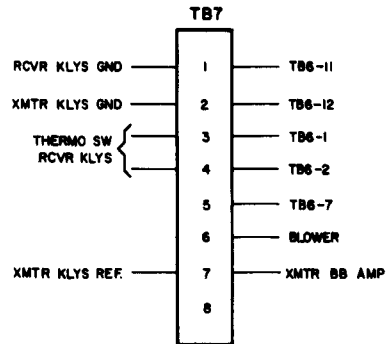 TB7
RCVR KLYS GND 1 TB6-11
XMTR KLYS GND 2 TB6-12
THERMO SW
RCVR KLYS
3 TB6-1
4 TB6-2
5 TB6-7
6 BLOWER
XMTR KLYS REF. 7 XMTR BB AMP
8